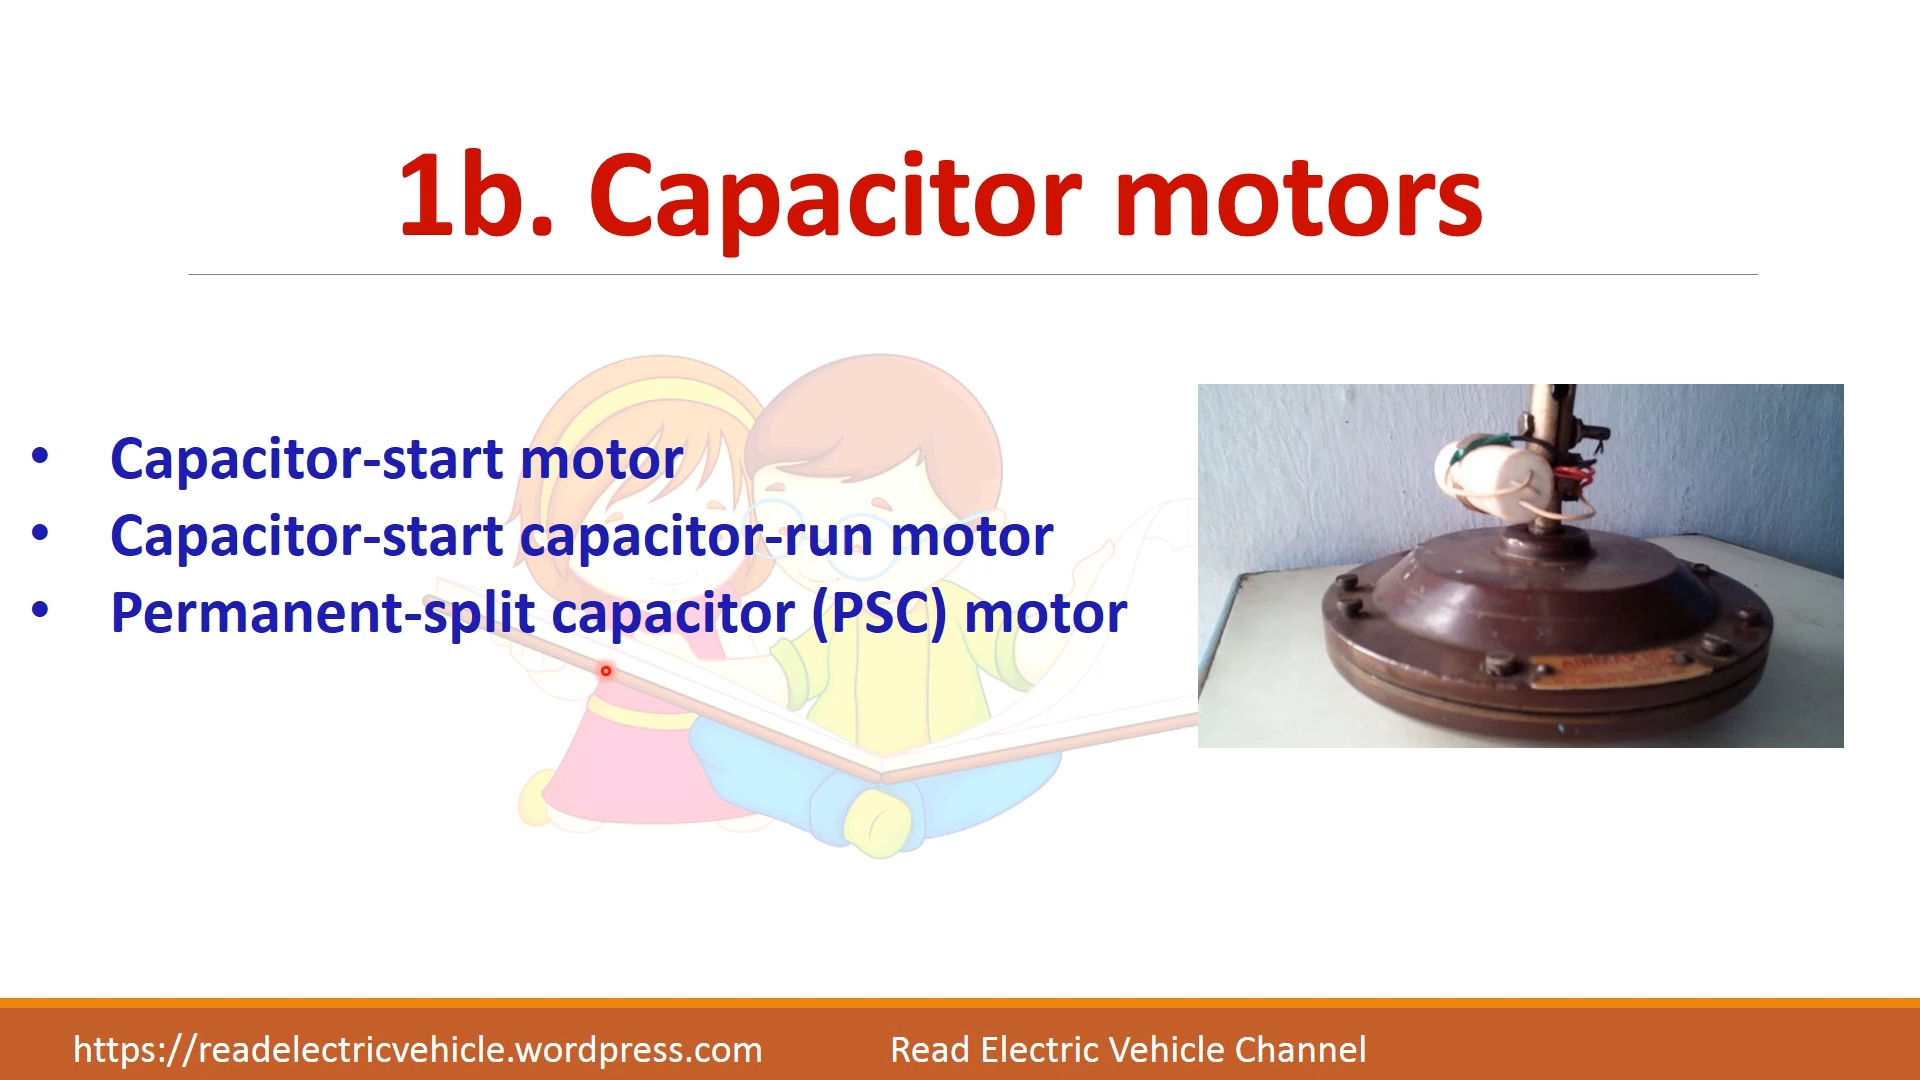 1b. Capacitor motors
• Capacitor-start motor
• Capacitor-start capacitor-run motor
• Permanent-split capacitor (PSC) motor
https://readelectricvehicle.wordpress.com
Read Electric Vehicle Channel